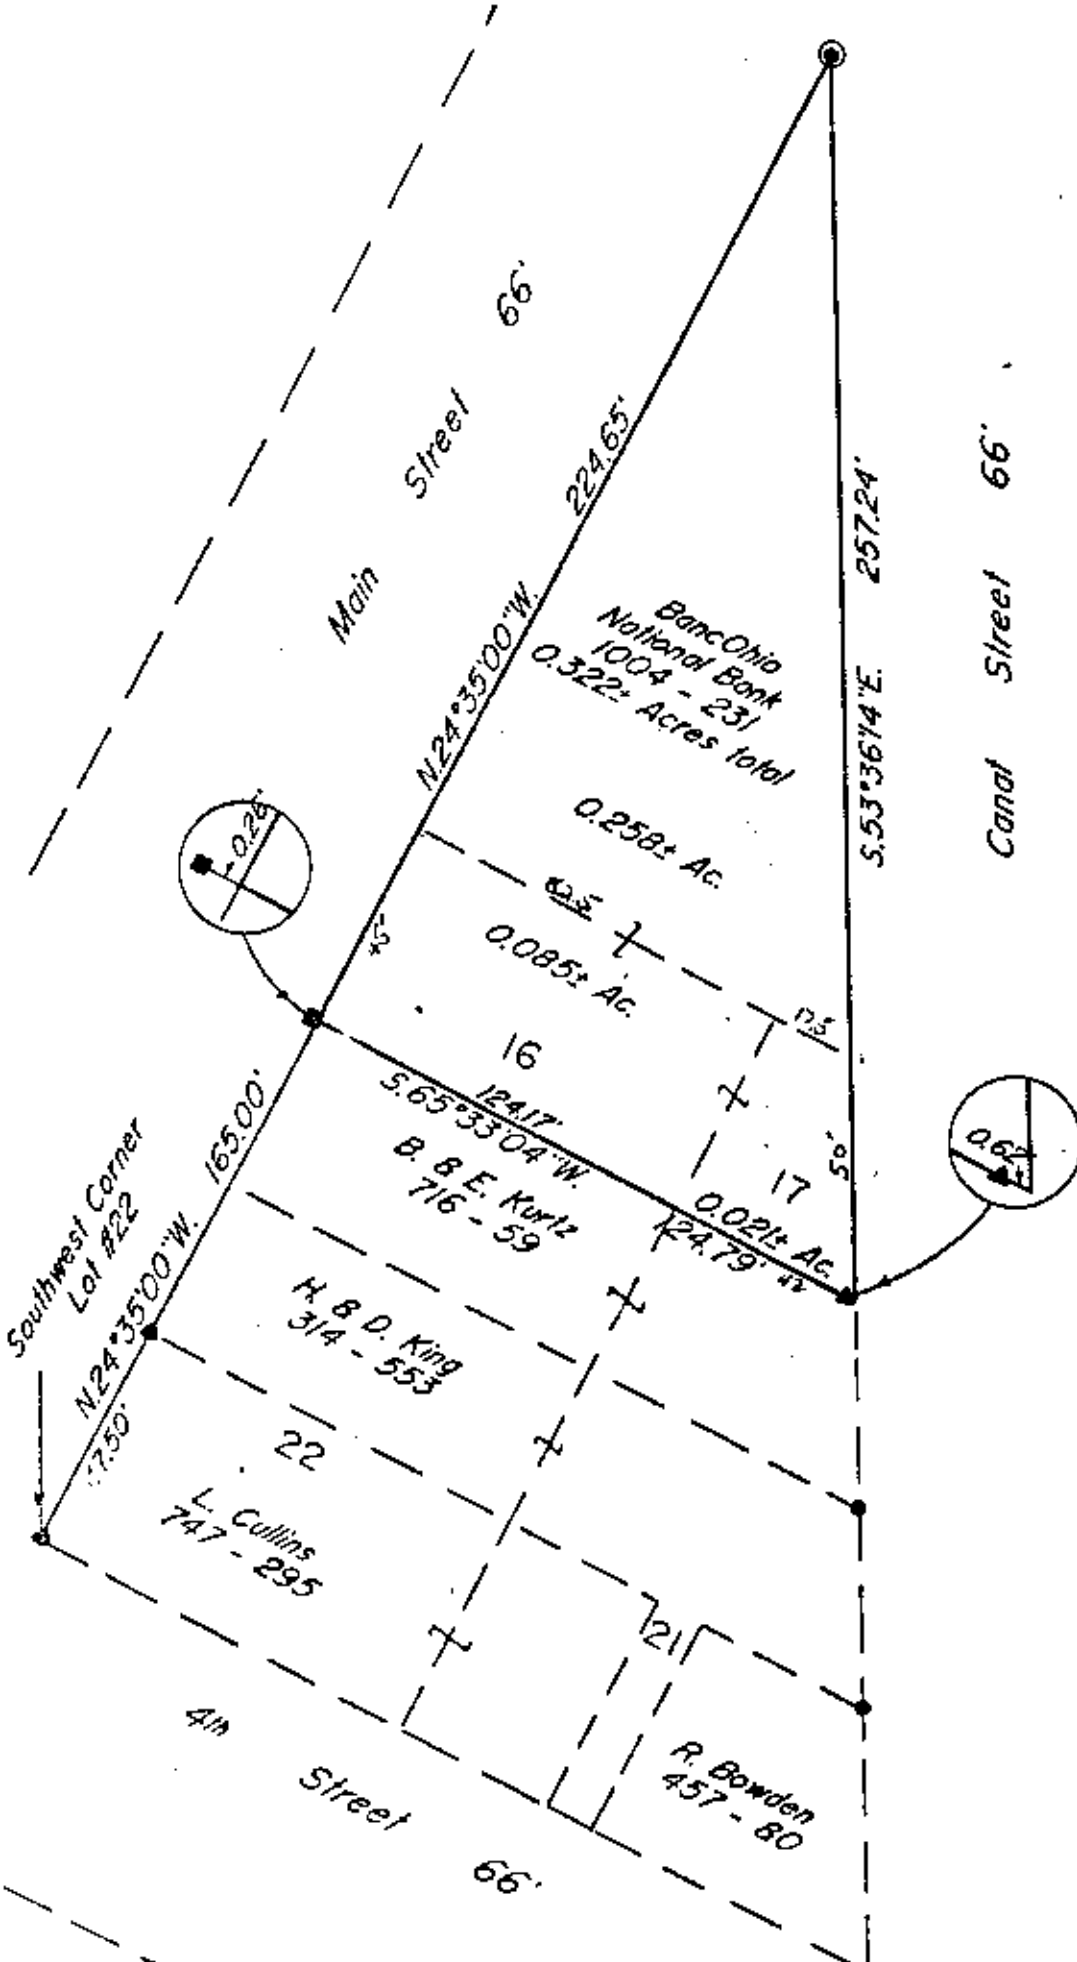 Main Street 66'
224.65'
N.24°35'00"W.
BancOhio
National Bank
1004 - 231
0.322± Acres total
0.258± Ac.
257.24'
S.53°36'14"E.
Canal Street 66'
0.26'
0.085± Ac.
16
124.17'
S.65°33'04"W.
17
50'
0.62'
0.021± Ac.
124.79'
B. & E. Kurtz
716 - 59
165.00'
N.24°35'00"W.
Southwest Corner
Lot #22
H. & D. King
314 - 553
22
L. Cullins
747 - 295
21
R. Bowden
457 - 80
4th Street 66'